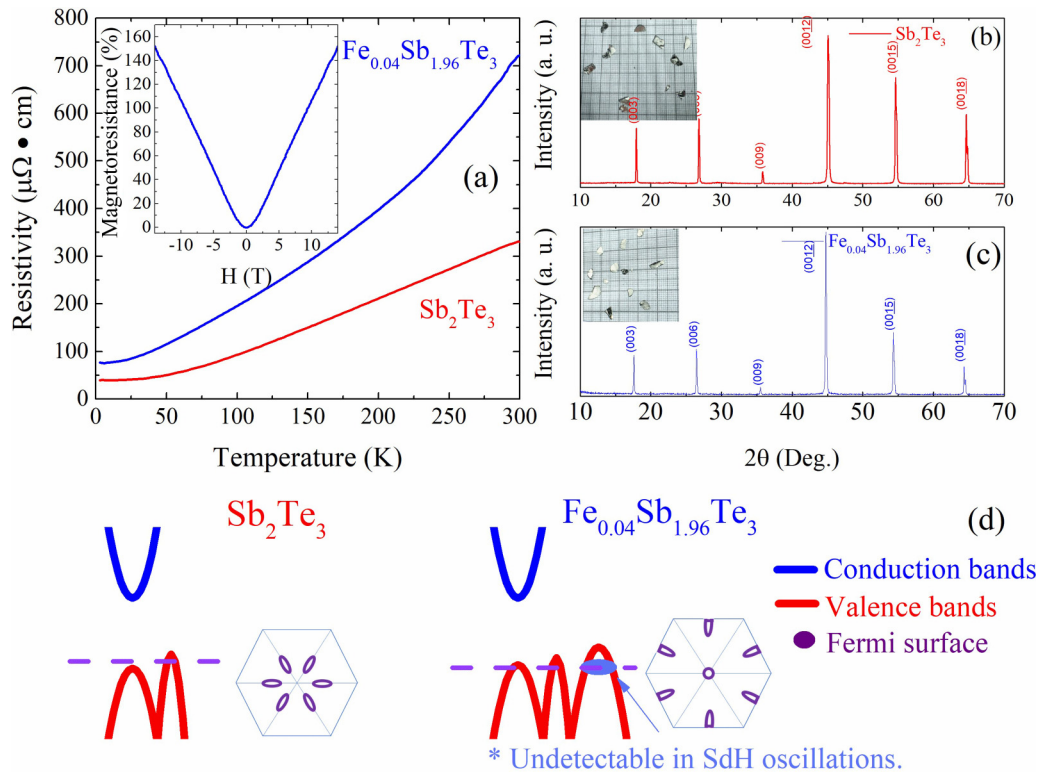 Resistivity (μΩ ● cm)
800
700
600
500
400
300
200
100
0
0
50
100
150
200
250
300
Temperature (K)
Magnetoresistance (%)
160
140
120
100
80
60
40
20
0
-10
-5
0
5
10
H (T)
Fe0.04Sb1.96Te3
(a)
Sb2Te3
Intensity (a. u.)
(003)
(009)
(0012)
(0015)
(0018)
Sb2Te3
(b)
10
20
30
40
50
60
70
Intensity (a. u.)
(003)
(006)
(009)
(0012)
(0015)
(0018)
Fe0.04Sb1.96Te3
(c)
10
20
30
40
50
60
70
2θ (Deg.)
Sb2Te3
Fe0.04Sb1.96Te3
(d)
Conduction bands
Valence bands
Fermi surface
* Undetectable in SdH oscillations.